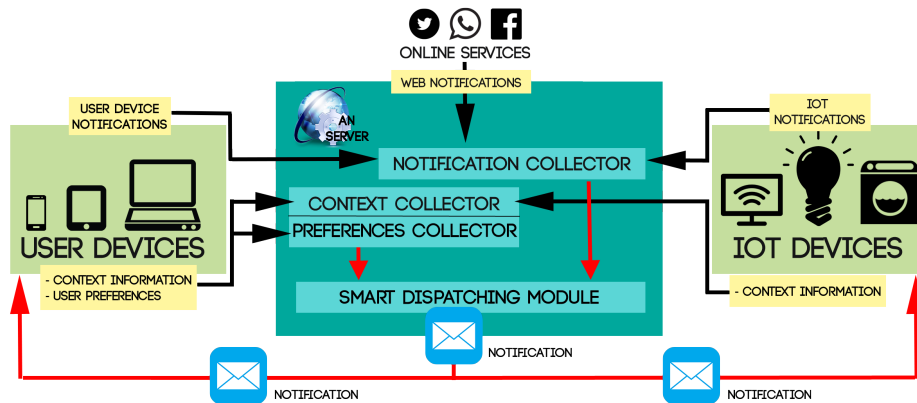 ONLINE SERVICES
WEB NOTIFICATIONS
USER DEVICE
NOTIFICATIONS
IOT
NOTIFICATIONS
AN
SERVER
NOTIFICATION COLLECTOR
CONTEXT COLLECTOR
PREFERENCES COLLECTOR
USER DEVICES
IOT DEVICES
- CONTEXT INFORMATION
- USER PREFERENCES
SMART DISPATCHING MODULE
- CONTEXT INFORMATION
NOTIFICATION
NOTIFICATION
NOTIFICATION